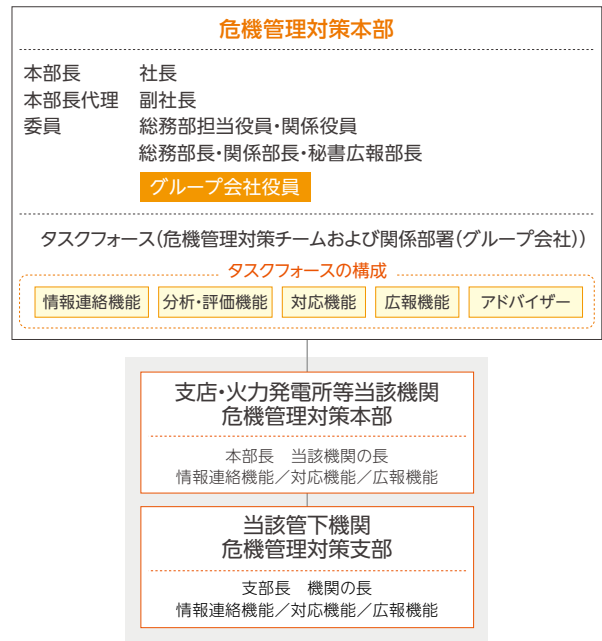 危機管理対策本部
本部長 社長
本部長代理 副社長
委員 総務部担当役員・関係役員
総務部長・関係部長・秘書広報部長
グループ会社役員
タスクフォース(危機管理対策チームおよび関係部署(グループ会社))
タスクフォースの構成
情報連絡機能 分析・評価機能 対応機能 広報機能 アドバイザー
支店・火力発電所等当該機関
危機管理対策本部
本部長 当該機関の長
情報連絡機能／対応機能／広報機能
当該管下機関
危機管理対策支部
支部長 機関の長
情報連絡機能／対応機能／広報機能